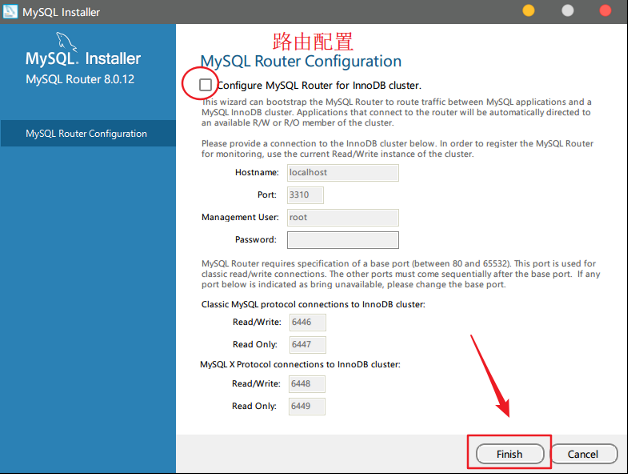 MySQL Installer
MySQL. Installer
MySQL Router 8.0.12
MySQL Router Configuration
路由配置
MySQL Router Configuration
Configure MySQL Router for InnoDB cluster.
This wizard can bootstrap the MySQL Router to route traffic between MySQL applications and a
MySQL InnoDB cluster. Applications that connect to the router will be automatically directed to
an available R/W or R/O member of the cluster.
Please provide a connection to the InnoDB cluster below. In order to register the MySQL Router
for monitoring, use the current Read/Write instance of the cluster.
Hostname: localhost
Port: 3310
Management User: root
Password:
MySQL Router requires specification of a base port (between 80 and 65532). This port is used for
classic read/write connections. The other ports must come sequentially after the base port. If any
port below is indicated as bring unavailable, please change the base port.
Classic MySQL protocol connections to InnoDB cluster:
Read/Write: 6446
Read Only: 6447
MySQL X Protocol connections to InnoDB cluster:
Read/Write: 6448
Read Only: 6449
Finish Cancel